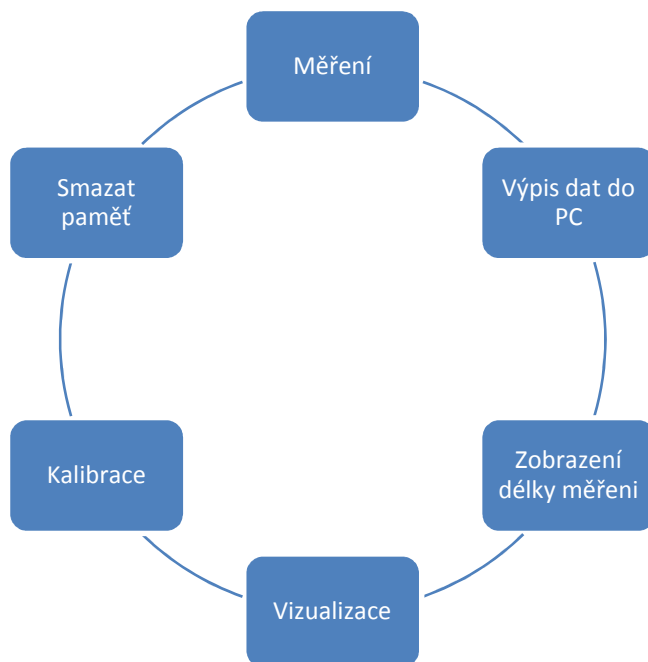 Měření
Smazat
paměť
Výpis dat do
PC
Kalibrace
Zobrazení
délky měřeni
Vizualizace